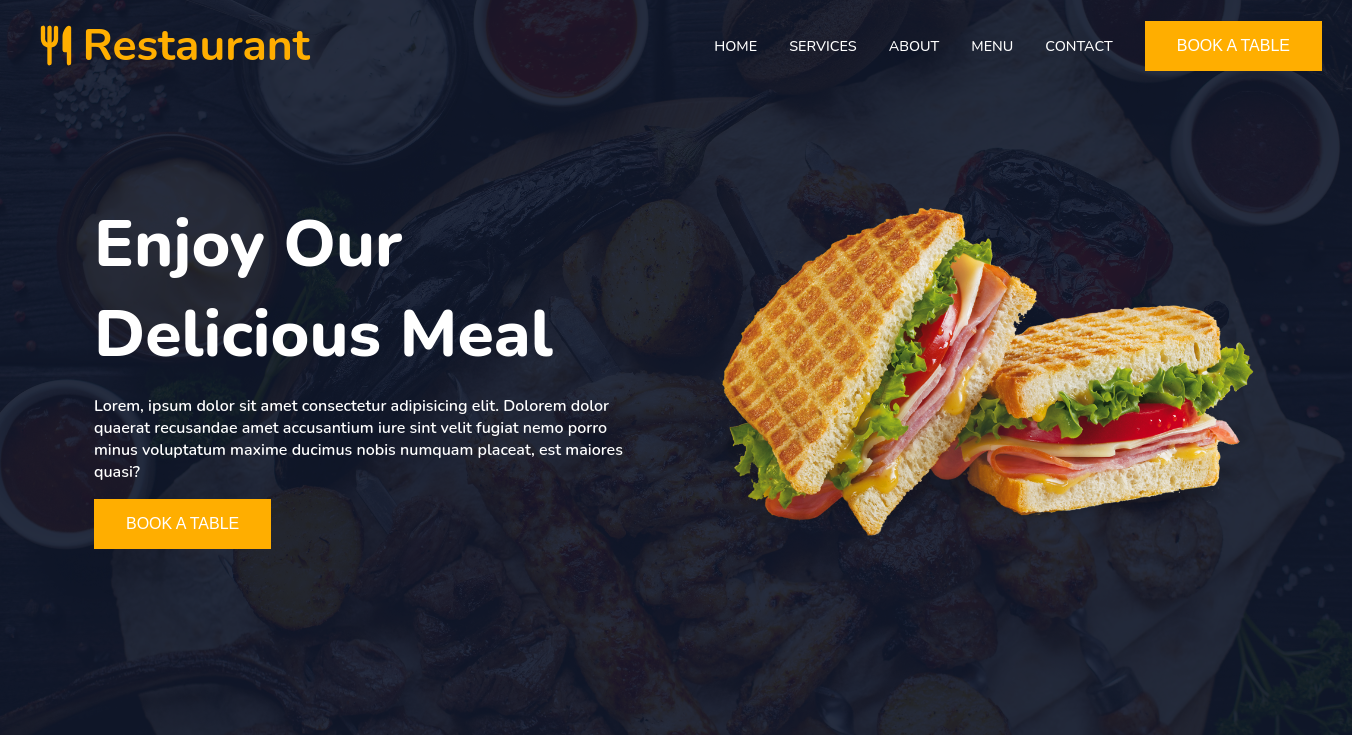 Restaurant
HOME SERVICES ABOUT MENU CONTACT BOOK A TABLE
Enjoy Our
Delicious Meal
Lorem, ipsum dolor sit amet consectetur adipisicing elit. Dolorem dolor
quaerat recusandae amet accusantium iure sint velit fugiat nemo porro
minus voluptatum maxime ducimus nobis numquam placeat, est maiores
quasi?
BOOK A TABLE